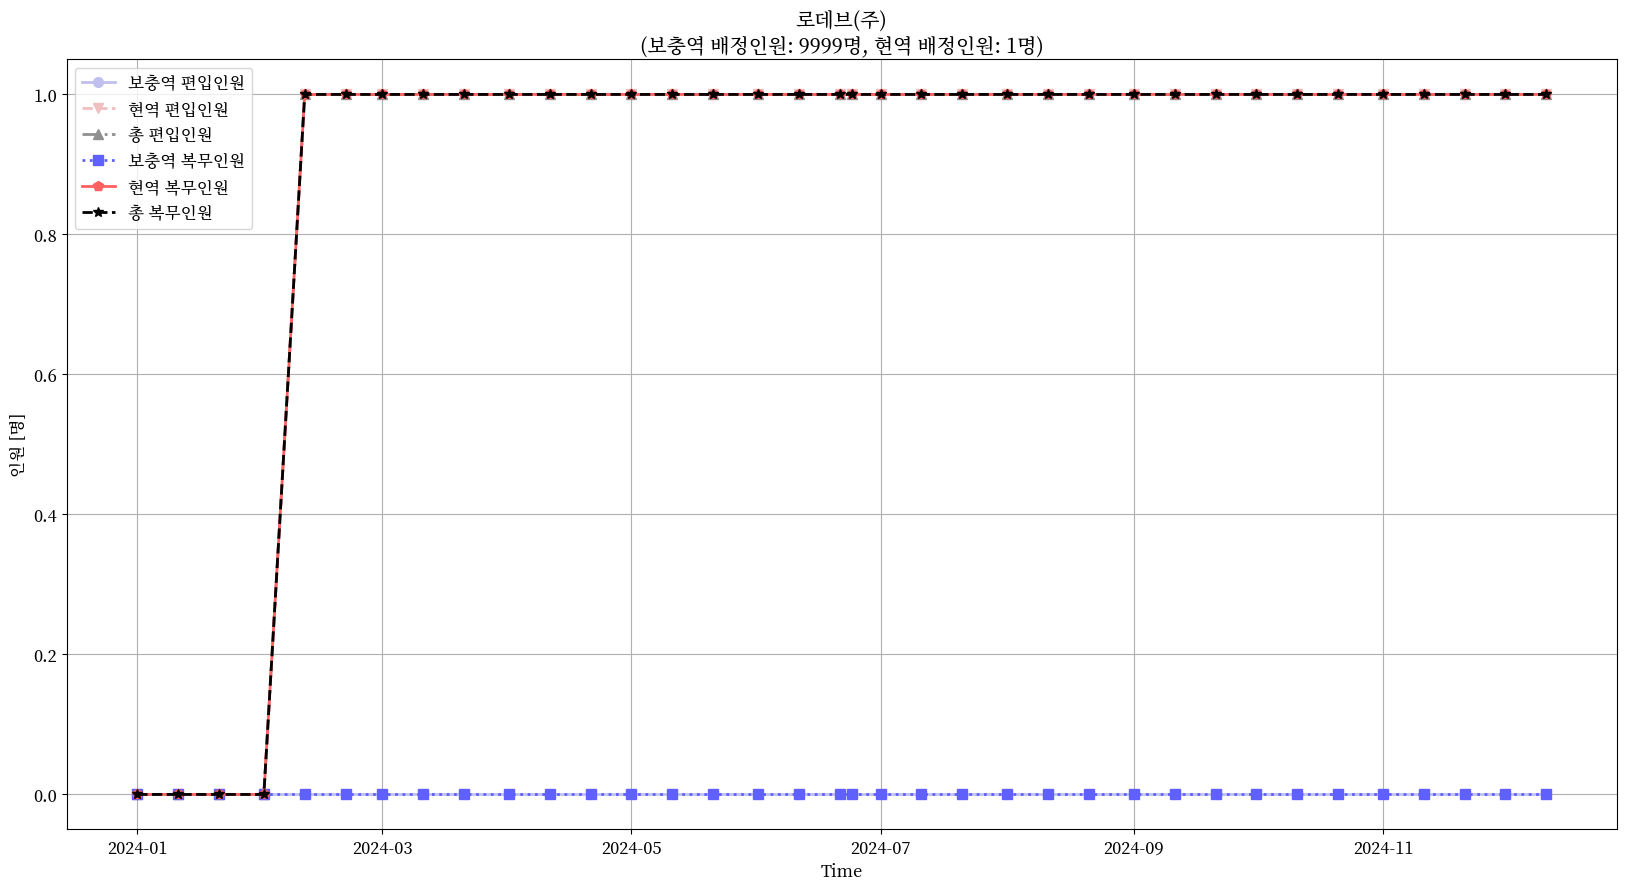 로데브(주)
(보충역 배정인원: 9999명, 현역 배정인원: 1명)
보충역 편입인원
현역 편입인원
총 편입인원
보충역 복무인원
현역 복무인원
총 복무인원
1.0
0.8
0.6
0.4
0.2
0.0
인원 [명]
2024-01
2024-03
2024-05
2024-07
2024-09
2024-11
Time